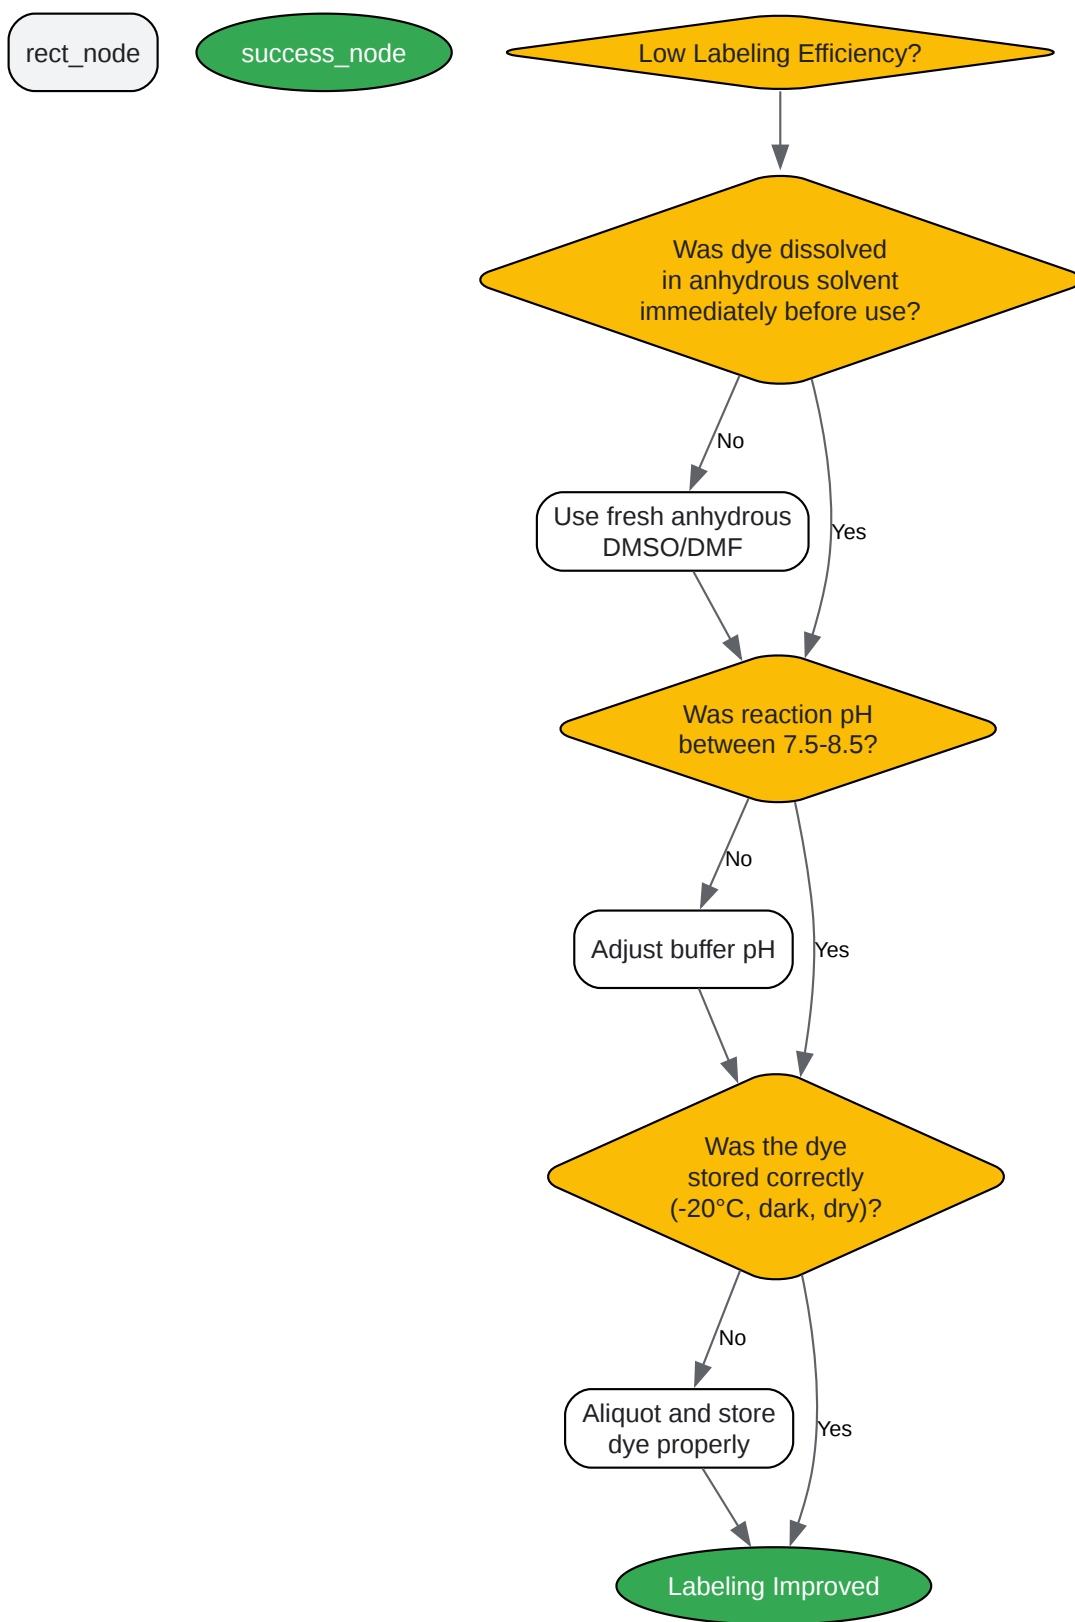 rect_node
success_node
Low Labeling Efficiency?
Was dye dissolved
in anhydrous solvent
immediately before use?
No
Use fresh anhydrous
DMSO/DMF
Yes
Was reaction pH
between 7.5-8.5?
No
Adjust buffer pH
Yes
Was the dye
stored correctly
(-20°C, dark, dry)?
No
Aliquot and store
dye properly
Yes
Labeling Improved